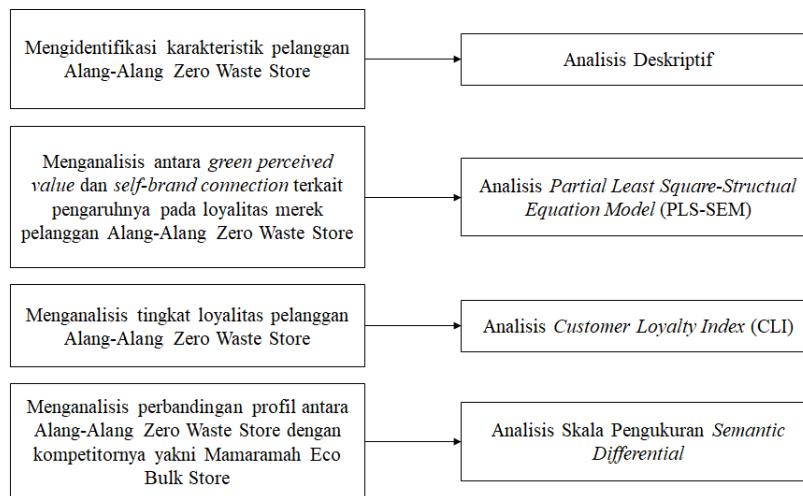 Mengidentifikasi karakteristik pelanggan
Alang-Alang Zero Waste Store
Analisis Deskriptif
Menganalisis antara green perceived
value dan self-brand connection terkait
pengaruhnya pada loyalitas merek
pelanggan Alang-Alang Zero Waste Store
Analisis Partial Least Square-Structual
Equation Model (PLS-SEM)
Menganalisis tingkat loyalitas pelanggan
Alang-Alang Zero Waste Store
Analisis Customer Loyalty Index (CLI)
Menganalisis perbandingan profil antara
Alang-Alang Zero Waste Store dengan
kompetitornya yakni Mamaramah Eco
Bulk Store
Analisis Skala Pengukuran Semantic
Differential